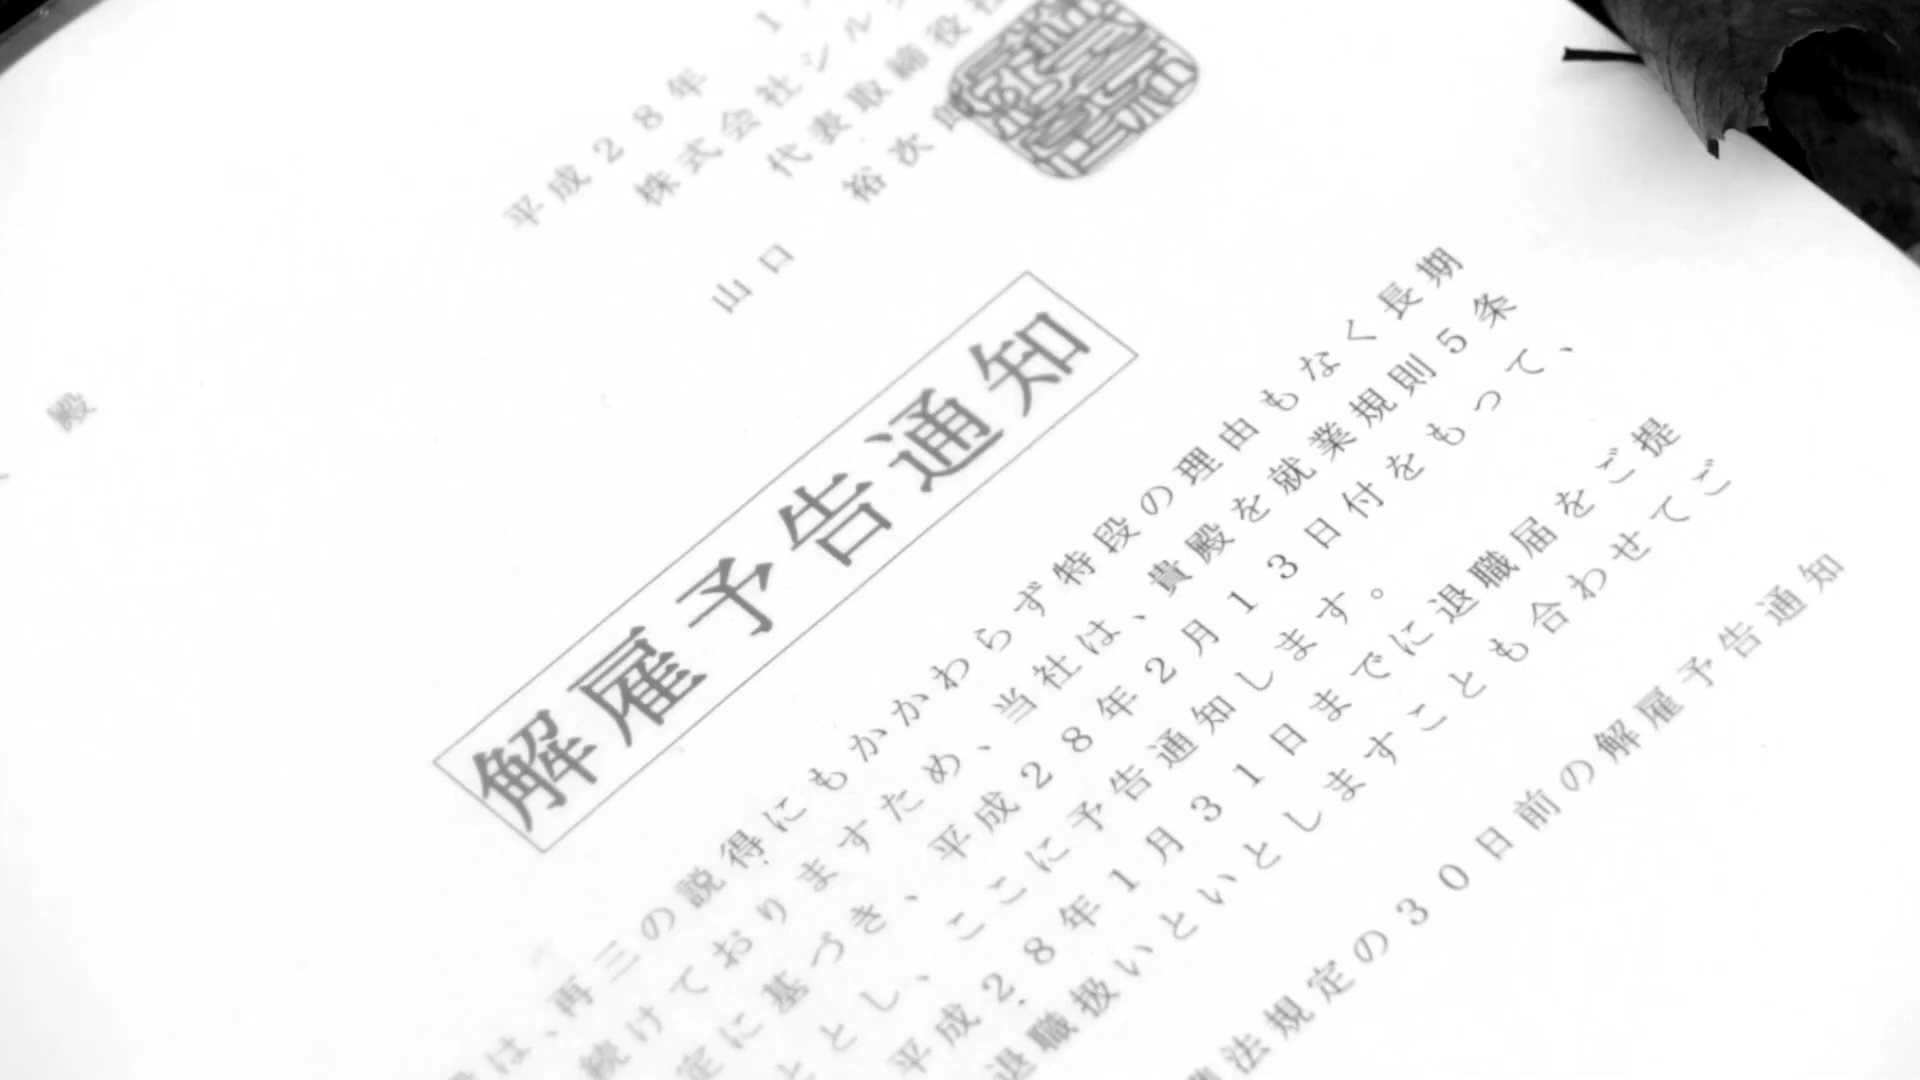 平成28年 1
株式会社シル
代表取締役社
山口 裕次郎
殿
解雇予告通知
は、再三の説得にもかかわらず特段の理由もなく長期
続けておりますため、当社は、貴殿を就業規則5条
定に基づき、平成28年2月13日付をもって、
ととし、ここに予告通知します。
平成28年1月31日までに退職届をご提
退職扱いといとしますことも合わせてご
法規定の30日前の解雇予告通知